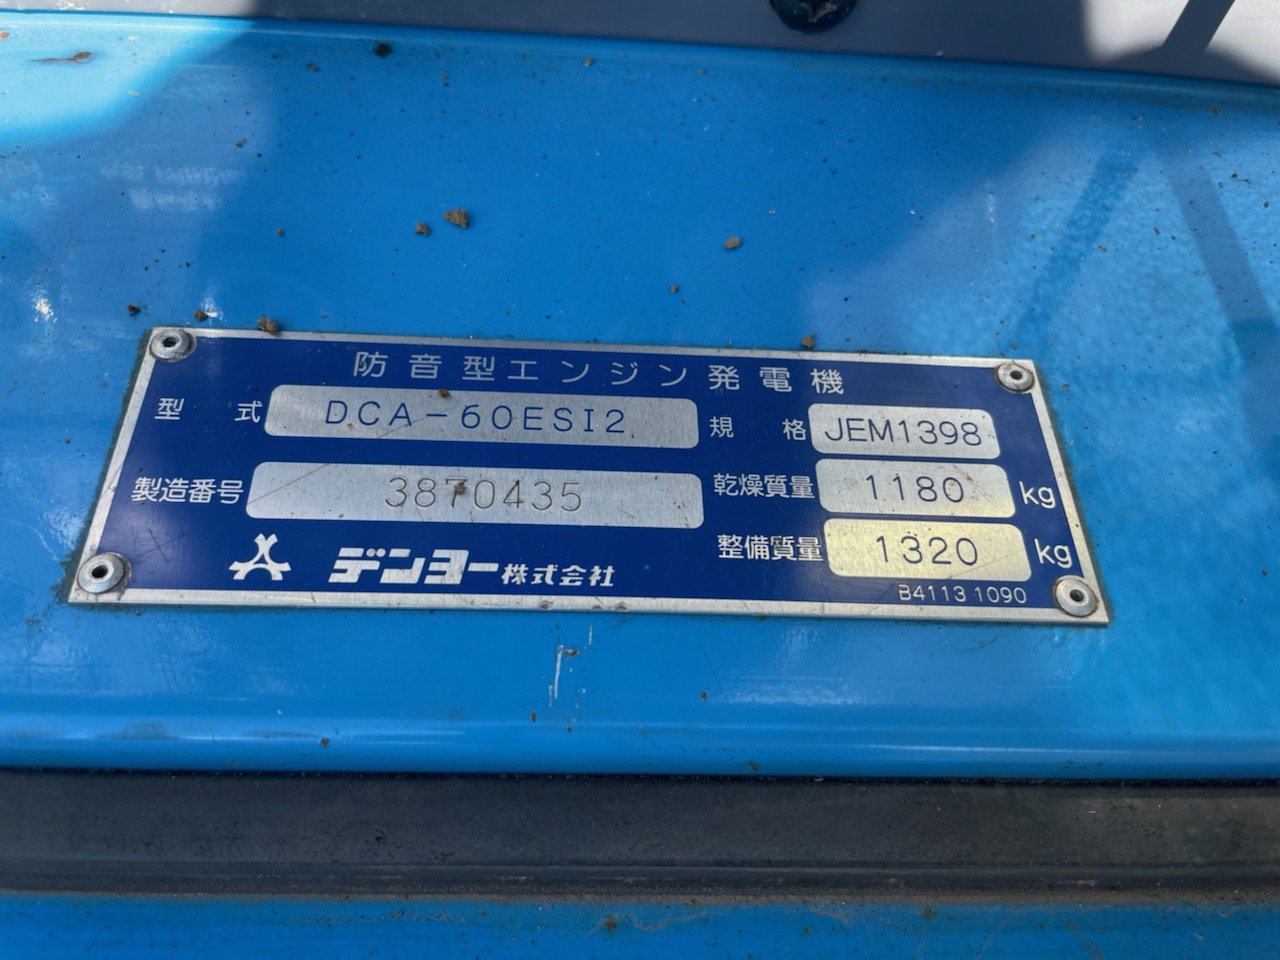 防音型エンジン発電機
型式 DCA-60ESI2 規格 JEM1398
製造番号 3870435 乾燥質量 1180 kg
整備質量 1320 kg
デンヨー株式会社
B41131090